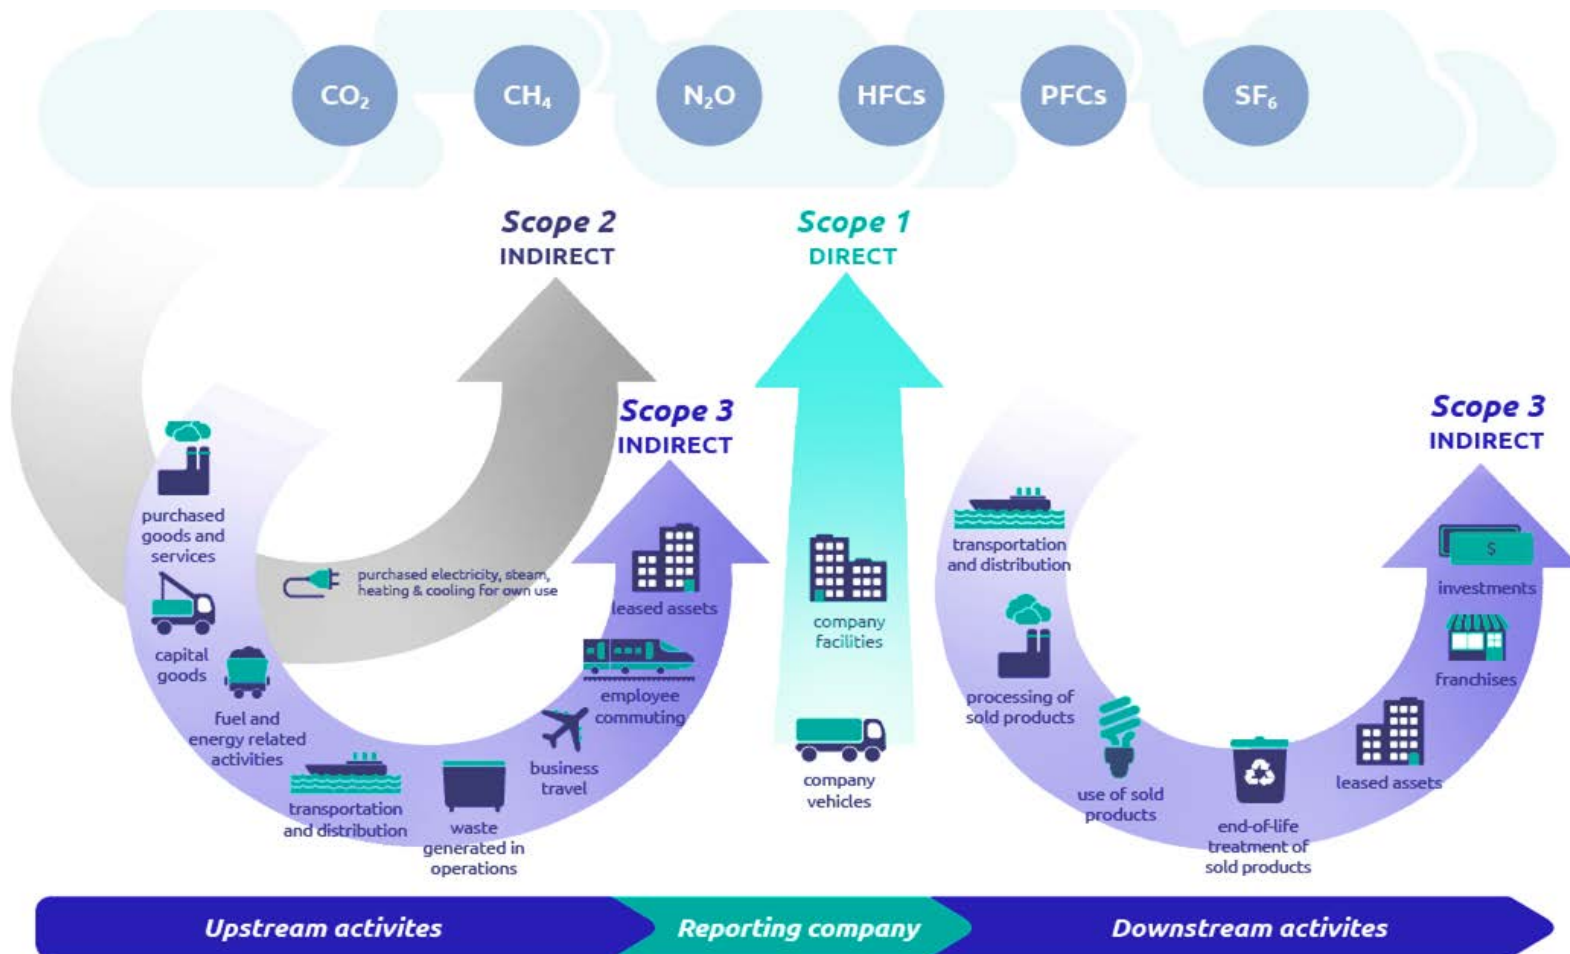 CO₂
CH₄
N₂O
HFCs
PFCs
SF₆
Scope 2
INDIRECT
Scope 1
DIRECT
Scope 3
INDIRECT
Scope 3
INDIRECT
purchased
goods and
services
capital
goods
fuel and
energy related
activities
purchased electricity, steam,
heating & cooling for own use
transportation
and distribution
waste
generated in
operations
business
travel
employee
commuting
leased assets
company
facilities
company
vehicles
transportation
and distribution
processing of
sold products
use of sold
products
end-of-life
treatment of
sold products
leased assets
franchises
$
investments
Upstream activites
Reporting company
Downstream activites